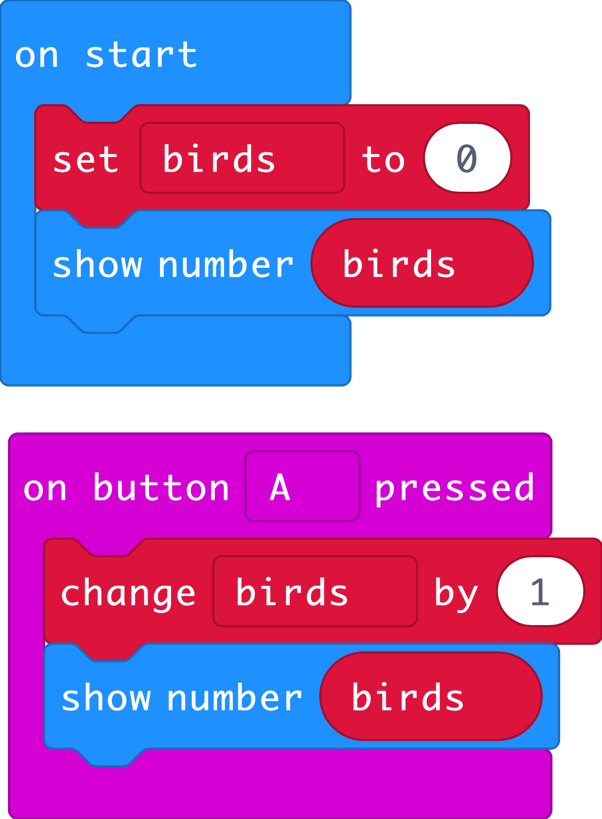 on start
set birds to 0
show number birds
on button A pressed
change birds by 1
show number birds